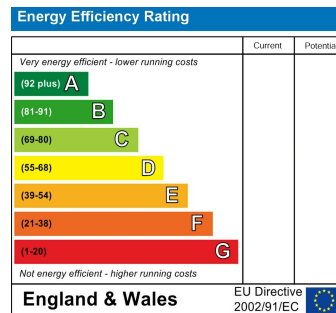 Energy Efficiency Rating
Current Potential
Very energy efficient - lower running costs
(92 plus) A
(81-91) B
(69-80) C
(55-68) D
(39-54) E
(21-38) F
(1-20) G
Not energy efficient - higher running costs
England & Wales
EU Directive
2002/91/EC